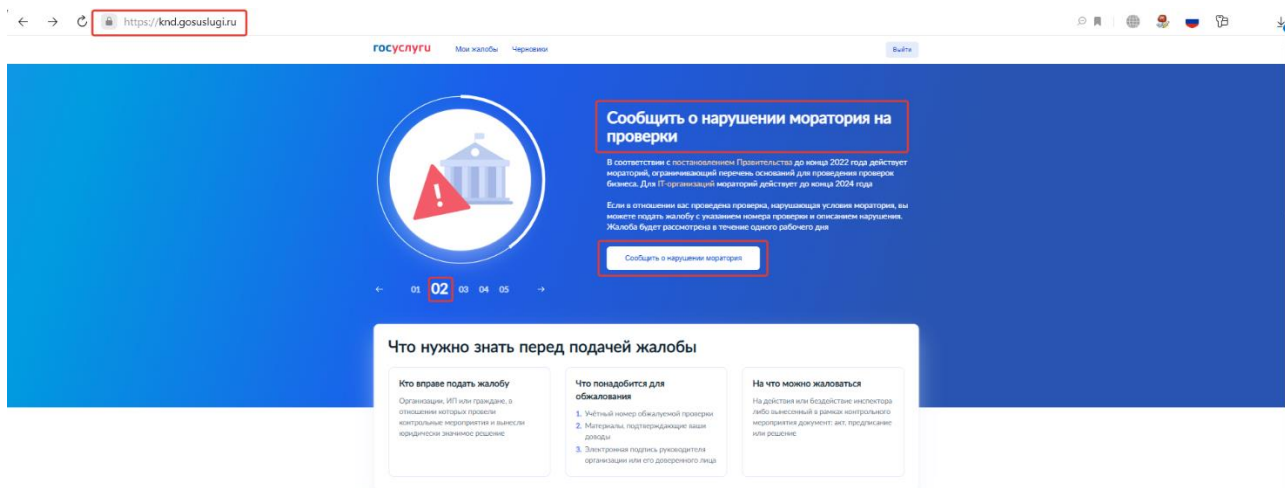 https://knd.gosuslugi.ru
госуслуги Мои жалобы Черновики Выйти
Сообщить о нарушении моратория на
проверки
В соответствии с постановлением Правительства до конца 2022 года действует
мораторий, ограничивающий перечень оснований для проведения проверок
бизнеса. Для IT-организаций мораторий действует до конца 2024 года
Если в отношении вас проведена проверка, нарушающая условия моратория, вы
можете подать жалобу с указанием номера проверки и описанием нарушения.
Жалоба будет рассмотрена в течение одного рабочего дня
Сообщить о нарушении моратория
01 02 03 04 05
Что нужно знать перед подачей жалобы
Кто вправе подать жалобу
Организации, ИП или граждане, в
отношении которых провели
контрольные мероприятия и вынесли
юридически значимое решение
Что понадобится для
обжалования
1. Учётный номер обжалуемой проверки
2. Материалы, подтверждающие ваши
доводы
3. Электронная подпись руководителя
организации или его доверенного лица
На что можно жаловаться
На действия или бездействие инспектора
либо вынесенный в рамках контрольного
мероприятия документ: акт, предписание
или решение